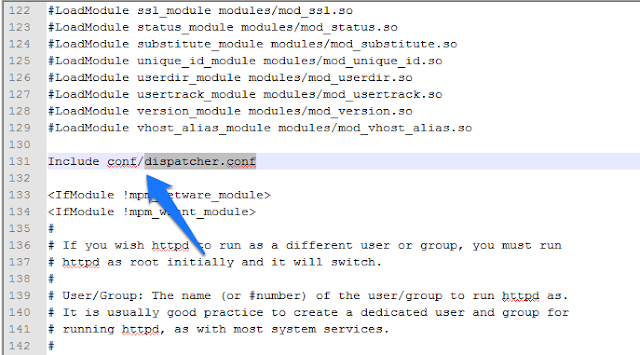 122 #LoadModule ssl_module modules/mod_ssl.so
123 #LoadModule status_module modules/mod_status.so
124 #LoadModule substitute_module modules/mod_substitute.so
125 #LoadModule unique_id_module modules/mod_unique_id.so
126 #LoadModule userdir_module modules/mod_userdir.so
127 #LoadModule usertrack_module modules/mod_usertrack.so
128 #LoadModule version_module modules/mod_version.so
129 #LoadModule vhost_alias_module modules/mod_vhost_alias.so
130
131 Include conf/dispatcher.conf
132
133 <IfModule !mpm_netware_module>
134 <IfModule !mpm_winnt_module>
135 #
136 # If you wish httpd to run as a different user or group, you must run
137 # httpd as root initially and it will switch.
138 #
139 # User/Group: The name (or #number) of the user/group to run httpd as.
140 # It is usually good practice to create a dedicated user and group for
141 # running httpd, as with most system services.
142 #